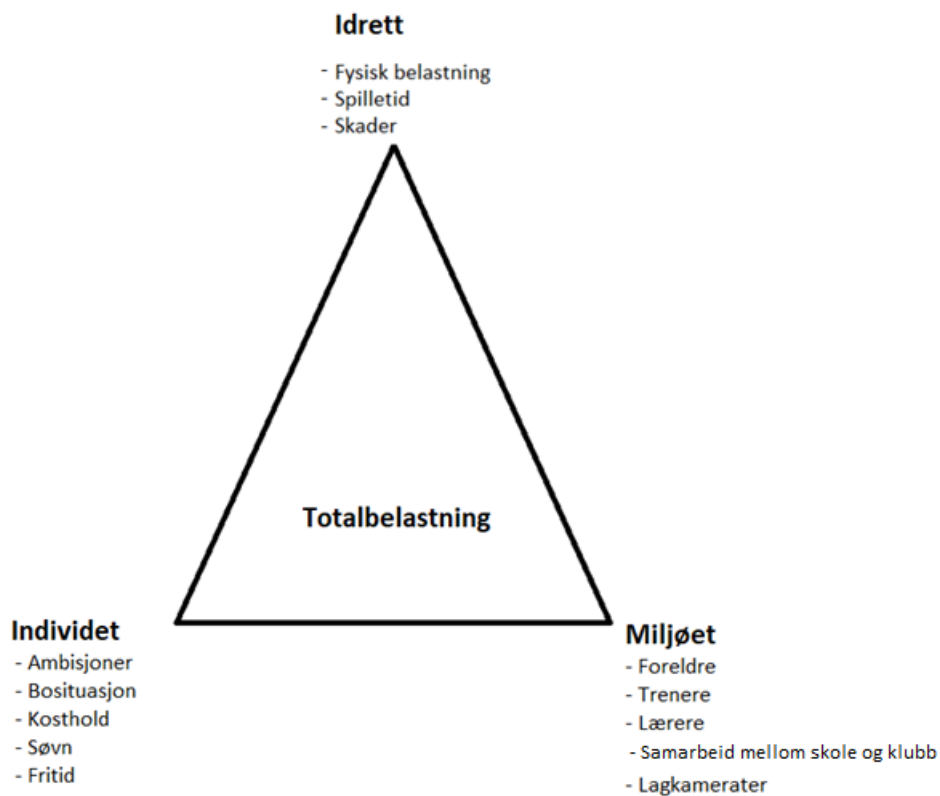 Idrett
- Fysisk belastning
- Spilletid
- Skader
Totalbelastning
Individet
- Ambisjoner
- Bosituasjon
- Kosthold
- Søvn
- Fritid
Miljøet
- Foreldre
- Trenere
- Lærere
- Samarbeid mellom skole og klubb
- Lagkamerater